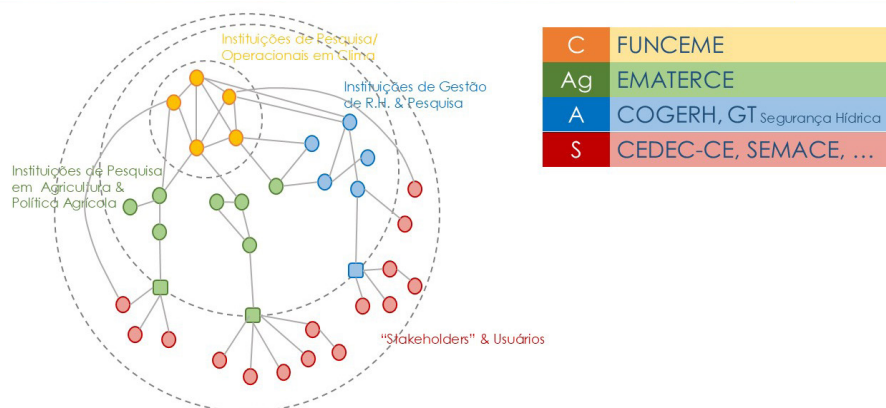 Instituições de Pesquisa/
Operacionais em Clima
Instituições de Gestão
de R.H. & Pesquisa
Instituições de Pesquisa
em Agricultura &
Política Agrícola
“Stakeholders” & Usuários
C FUNCEME
Ag EMATERCE
A COGERH, GT Segurança Hídrica
S CEDEC-CE, SEMACE, ...